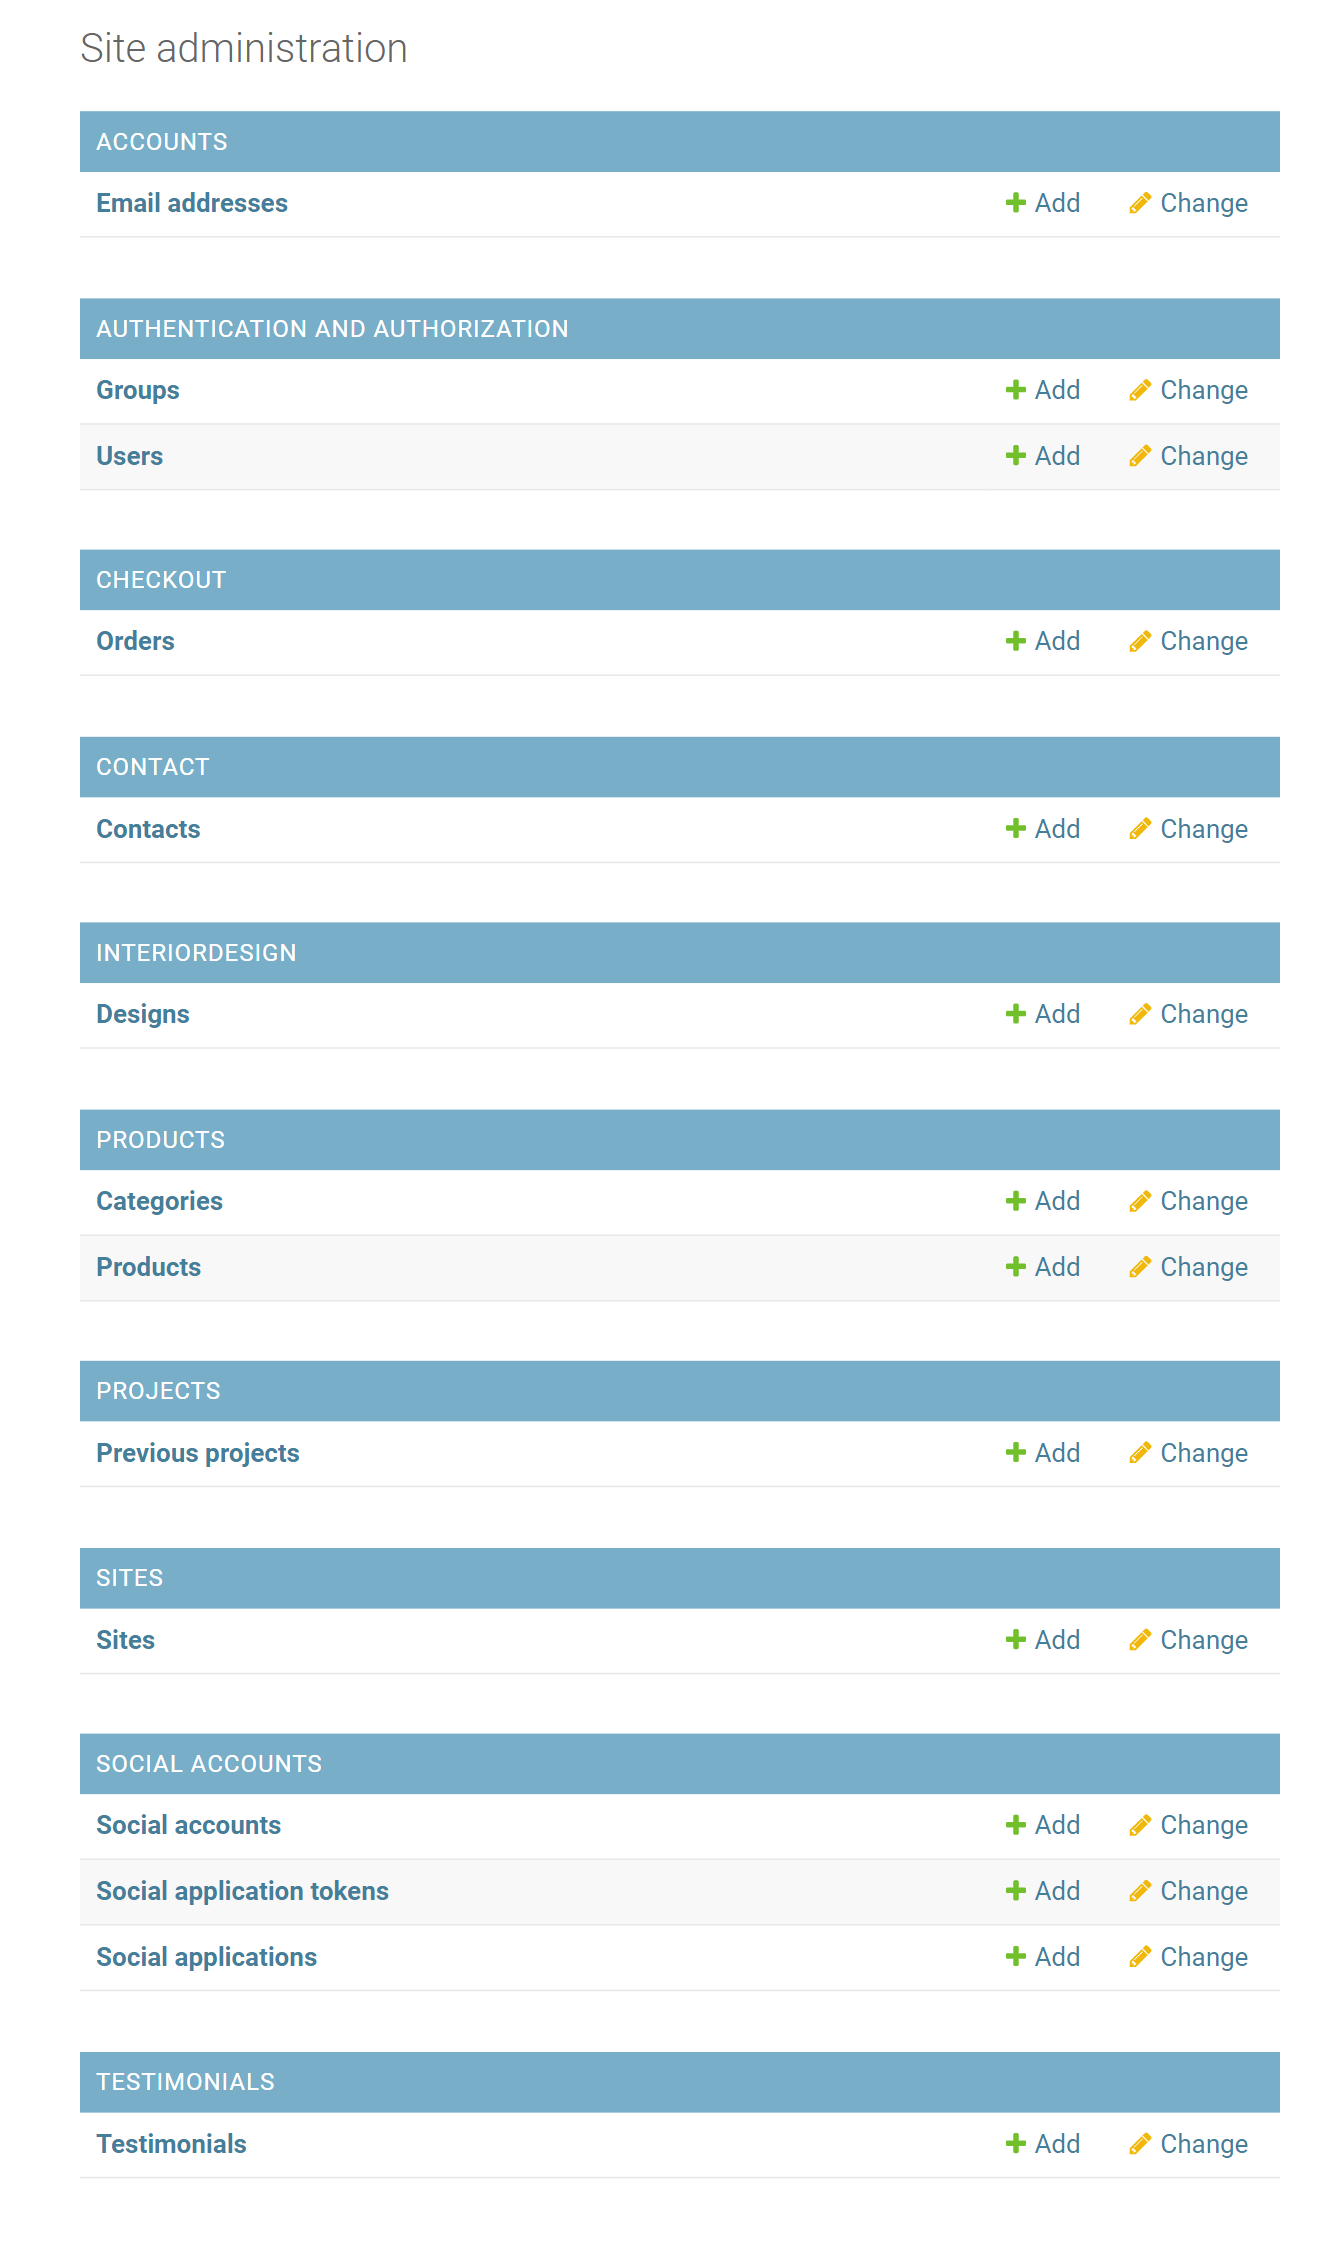 Site administration
ACCOUNTS
Email addresses Add Change
AUTHENTICATION AND AUTHORIZATION
Groups Add Change
Users Add Change
CHECKOUT
Orders Add Change
CONTACT
Contacts Add Change
INTERIORDESIGN
Designs Add Change
PRODUCTS
Categories Add Change
Products Add Change
PROJECTS
Previous projects Add Change
SITES
Sites Add Change
SOCIAL ACCOUNTS
Social accounts Add Change
Social application tokens Add Change
Social applications Add Change
TESTIMONIALS
Testimonials Add Change